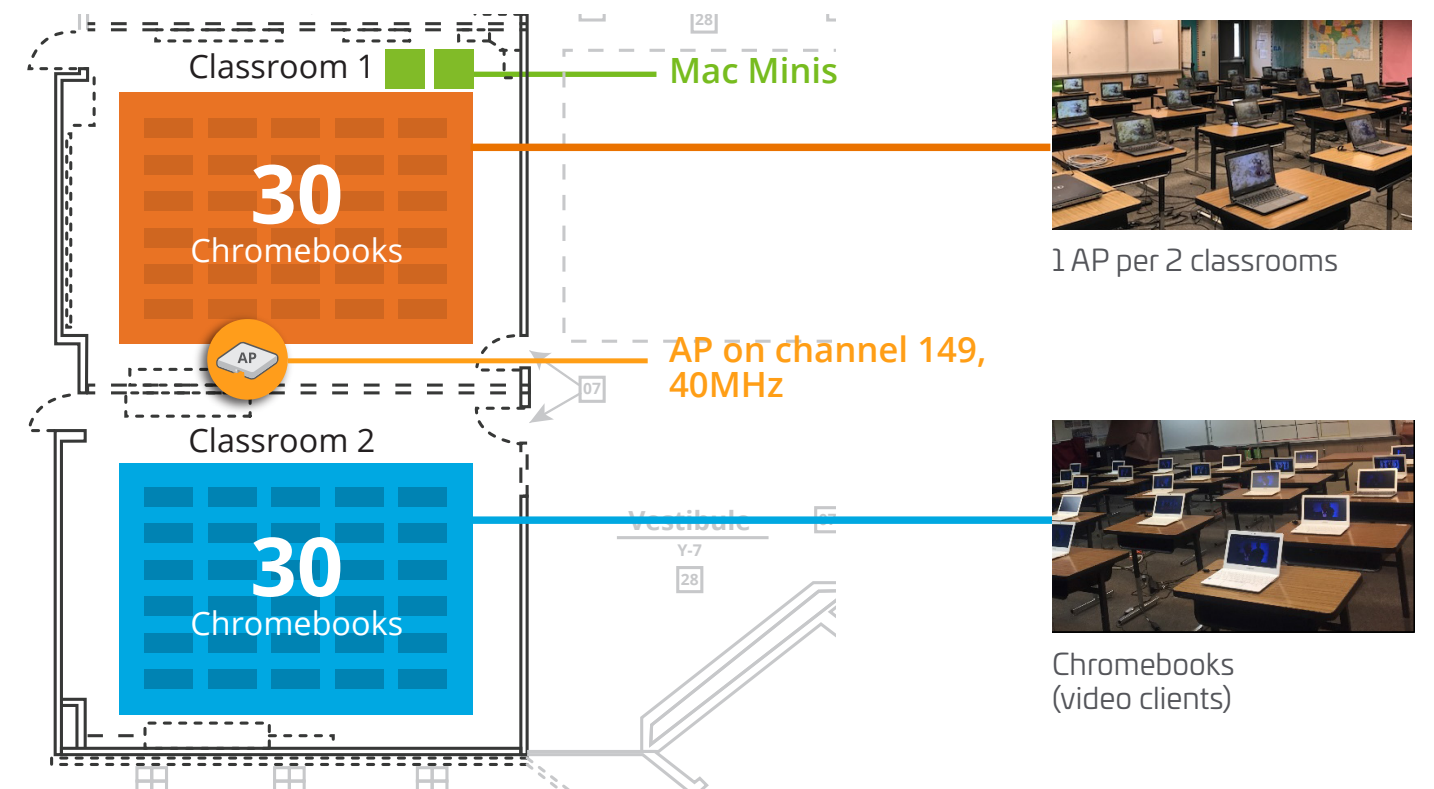 28
Classroom 1
Mac Minis
30
Chromebooks
1 AP per 2 classrooms
AP
AP on channel 149,
40MHz
07
Classroom 2
30
Chromebooks
Vestibule
Y-7
28
Chromebooks
(video clients)